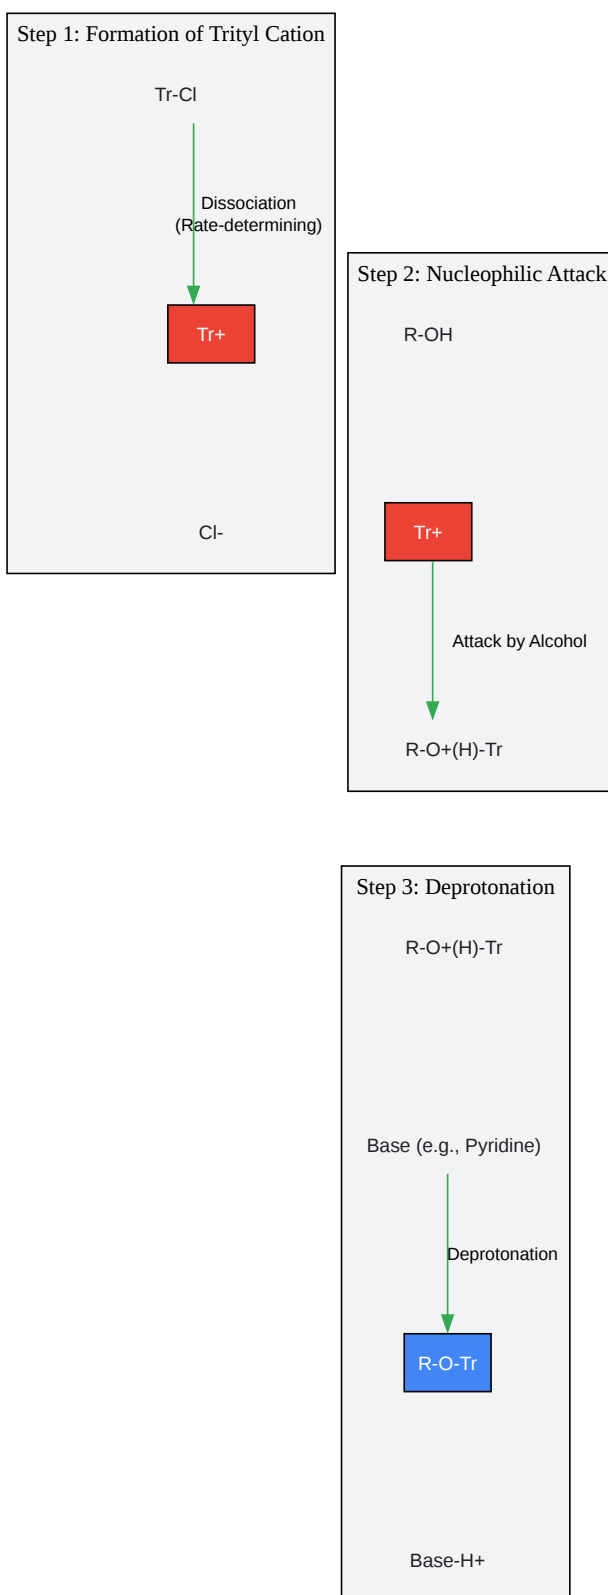 Step 1: Formation of Trityl Cation
Tr-Cl
Dissociation
(Rate-determining)
Tr+
Cl-
Step 2: Nucleophilic Attack
R-OH
Tr+
Attack by Alcohol
R-O+(H)-Tr
Step 3: Deprotonation
R-O+(H)-Tr
Base (e.g., Pyridine)
Deprotonation
R-O-Tr
Base-H+